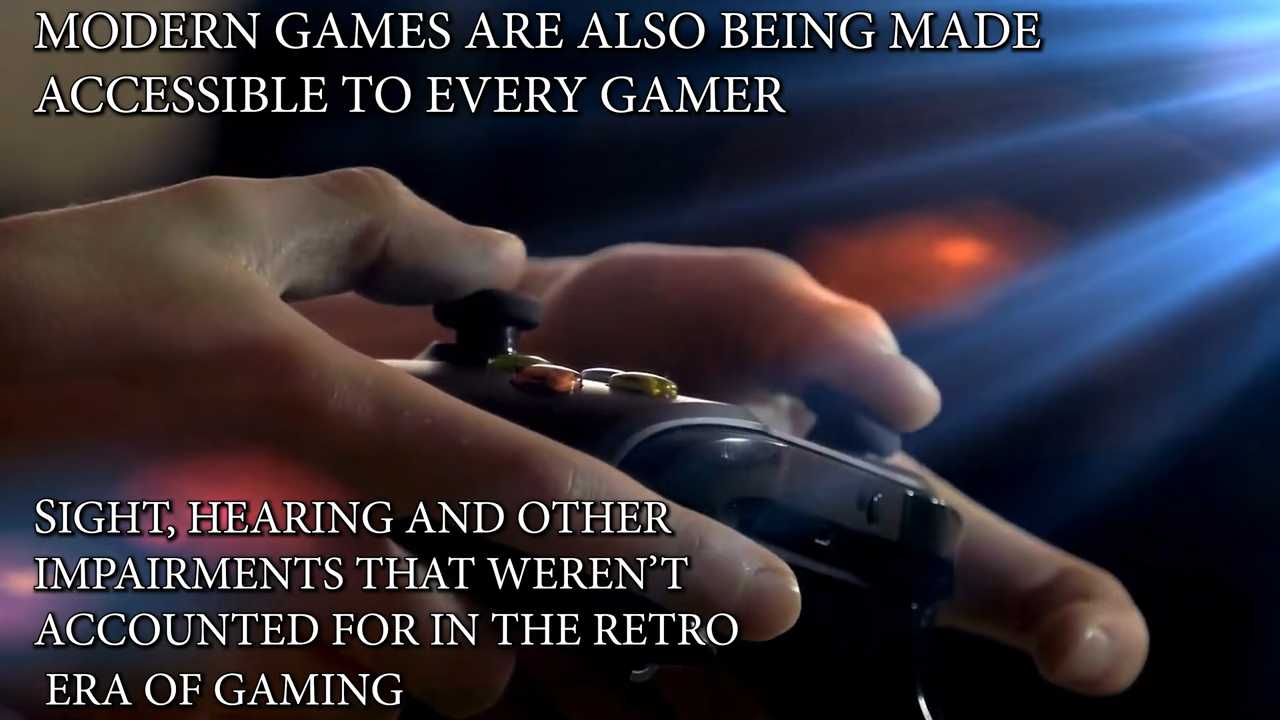 MODERN GAMES ARE ALSO BEING MADE
ACCESSIBLE TO EVERY GAMER
SIGHT, HEARING AND OTHER
IMPAIRMENTS THAT WEREN'T
ACCOUNTED FOR IN THE RETRO
ERA OF GAMING